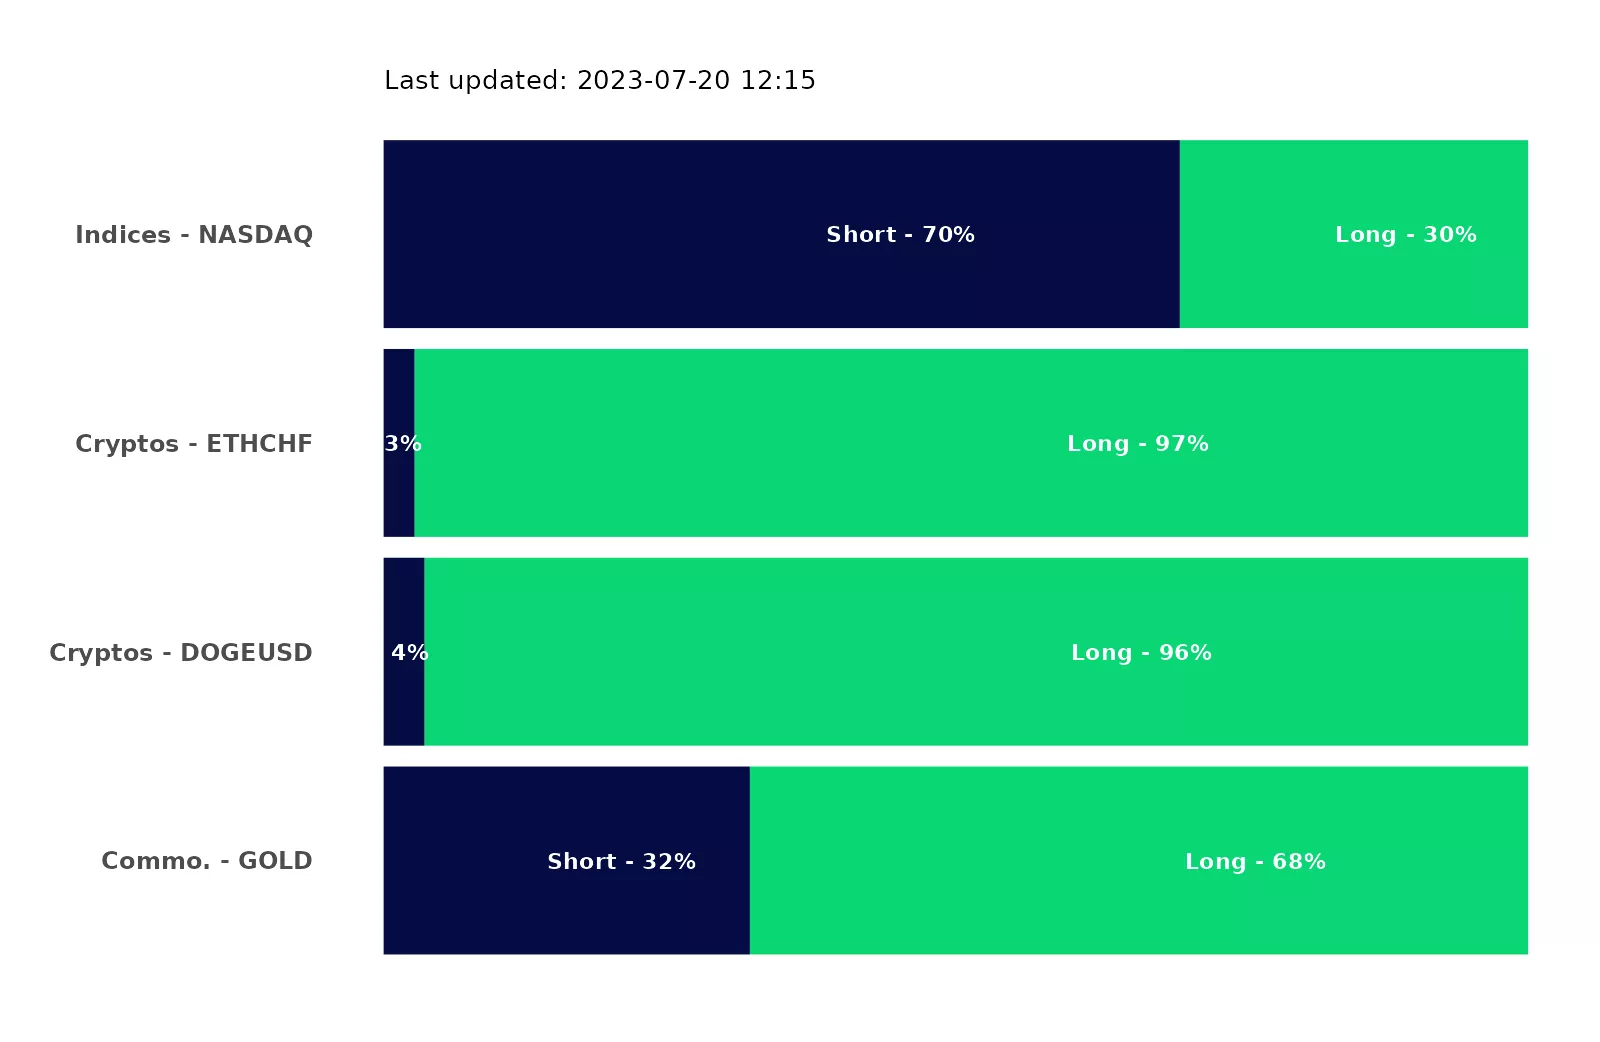 Last updated: 2023-07-20 12:15
Indices - NASDAQ Short - 70% Long - 30%
Cryptos - ETHCHF 3% Long - 97%
Cryptos - DOGEUSD 4% Long - 96%
Commo. - GOLD Short - 32% Long - 68%